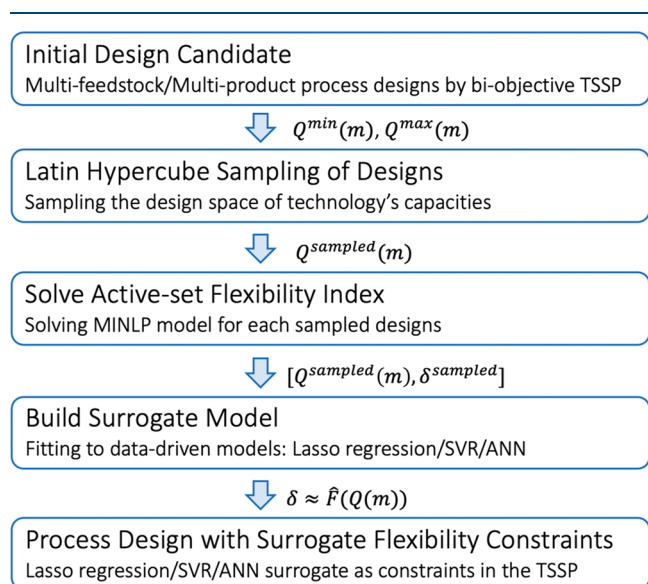 Initial Design Candidate
Multi-feedstock/Multi-product process designs by bi-objective TSSP
Q^{min}(m), Q^{max}(m)
Latin Hypercube Sampling of Designs
Sampling the design space of technology's capacities
Q^{sampled}(m)
Solve Active-set Flexibility Index
Solving MINLP model for each sampled designs
[Q^{sampled}(m), δ^{sampled}]
Build Surrogate Model
Fitting to data-driven models: Lasso regression/SVR/ANN
δ ≈ F̂(Q(m))
Process Design with Surrogate Flexibility Constraints
Lasso regression/SVR/ANN surrogate as constraints in the TSSP